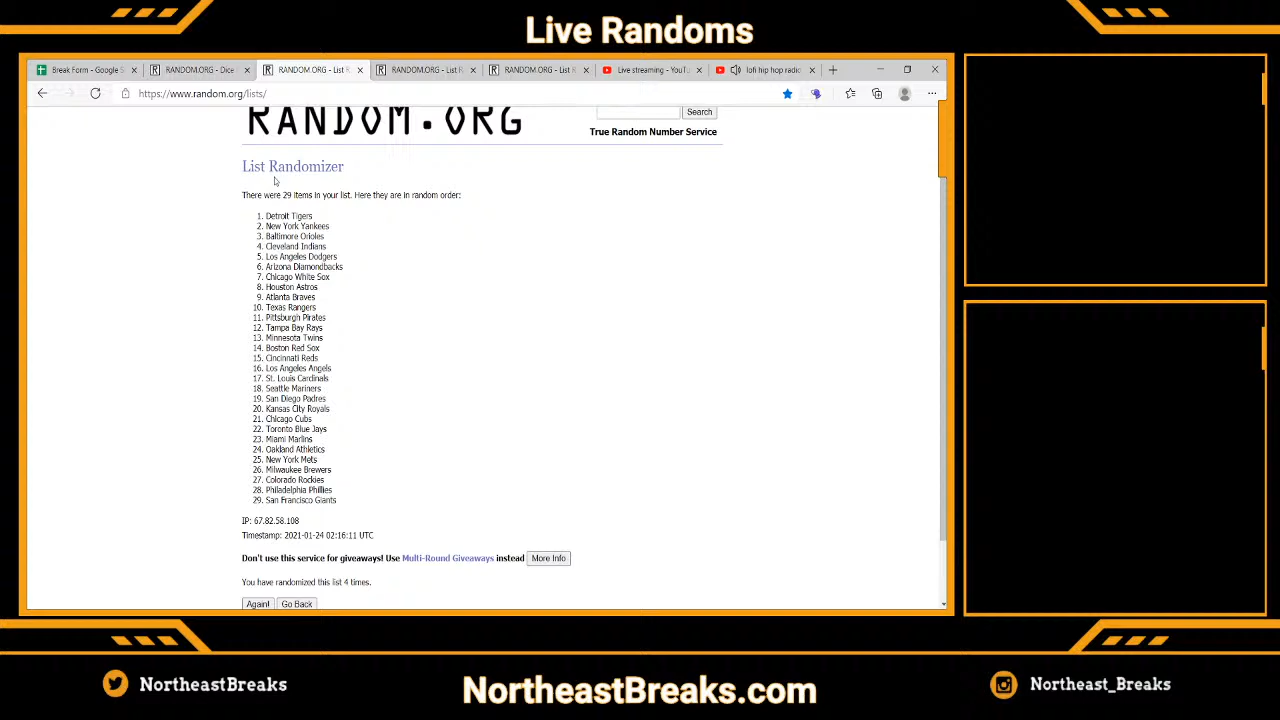 Live Randoms
Break Form - Google S
RANDOM.ORG - Dice
RANDOM.ORG - List R
RANDOM.ORG - List R
RANDOM.ORG - List R
Live streaming - YouTu
lofi hip hop radio
https://www.random.org/lists/
RANDOM.ORG
Search
True Random Number Service
List Randomizer
There were 29 items in your list. Here they are in random order:
1. Detroit Tigers
2. New York Yankees
3. Baltimore Orioles
4. Cleveland Indians
5. Los Angeles Dodgers
6. Arizona Diamondbacks
7. Chicago White Sox
8. Houston Astros
9. Atlanta Braves
10. Texas Rangers
11. Pittsburgh Pirates
12. Tampa Bay Rays
13. Minnesota Twins
14. Boston Red Sox
15. Cincinnati Reds
16. Los Angeles Angels
17. St. Louis Cardinals
18. Seattle Mariners
19. San Diego Padres
20. Kansas City Royals
21. Chicago Cubs
22. Toronto Blue Jays
23. Miami Marlins
24. Oakland Athletics
25. New York Mets
26. Milwaukee Brewers
27. Colorado Rockies
28. Philadelphia Phillies
29. San Francisco Giants
IP: 67.82.58.108
Timestamp: 2021-01-24 02:16:11 UTC
Don't use this service for giveaways! Use Multi-Round Giveaways instead More Info
You have randomized this list 4 times.
Again! Go Back
NortheastBreaks
NortheastBreaks.com
Northeast_Breaks